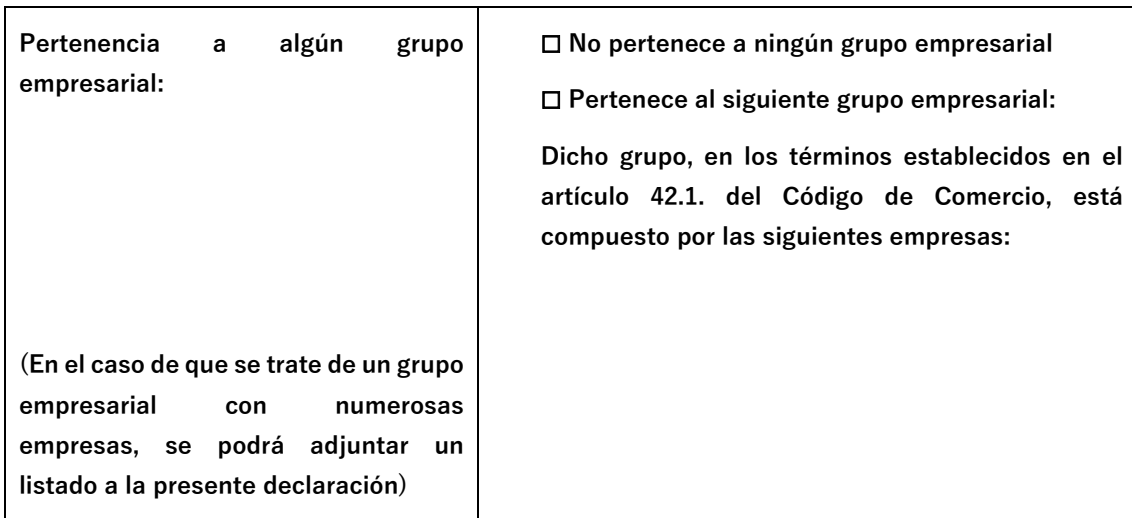 Pertenencia a algún grupo
empresarial:
(En el caso de que se trate de un grupo
empresarial con numerosas
empresas, se podrá adjuntar un
listado a la presente declaración)
☐ No pertenece a ningún grupo empresarial
☐ Pertenece al siguiente grupo empresarial:
Dicho grupo, en los términos establecidos en el
artículo 42.1. del Código de Comercio, está
compuesto por las siguientes empresas: